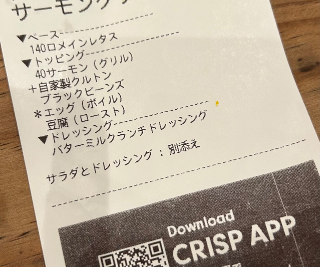 サーモングリ
▼ベース-----------------
140ロメインレタス
▼トッピング-----------------
40サーモン (グリル)
+自家製クルトン
ブラックビーンズ
*エッグ (ボイル)
豆腐 (ロースト)
▼ドレッシング-----------------
バターミルクランチドレッシング
サラダとドレッシング : 別添え
Download
CRISP APP